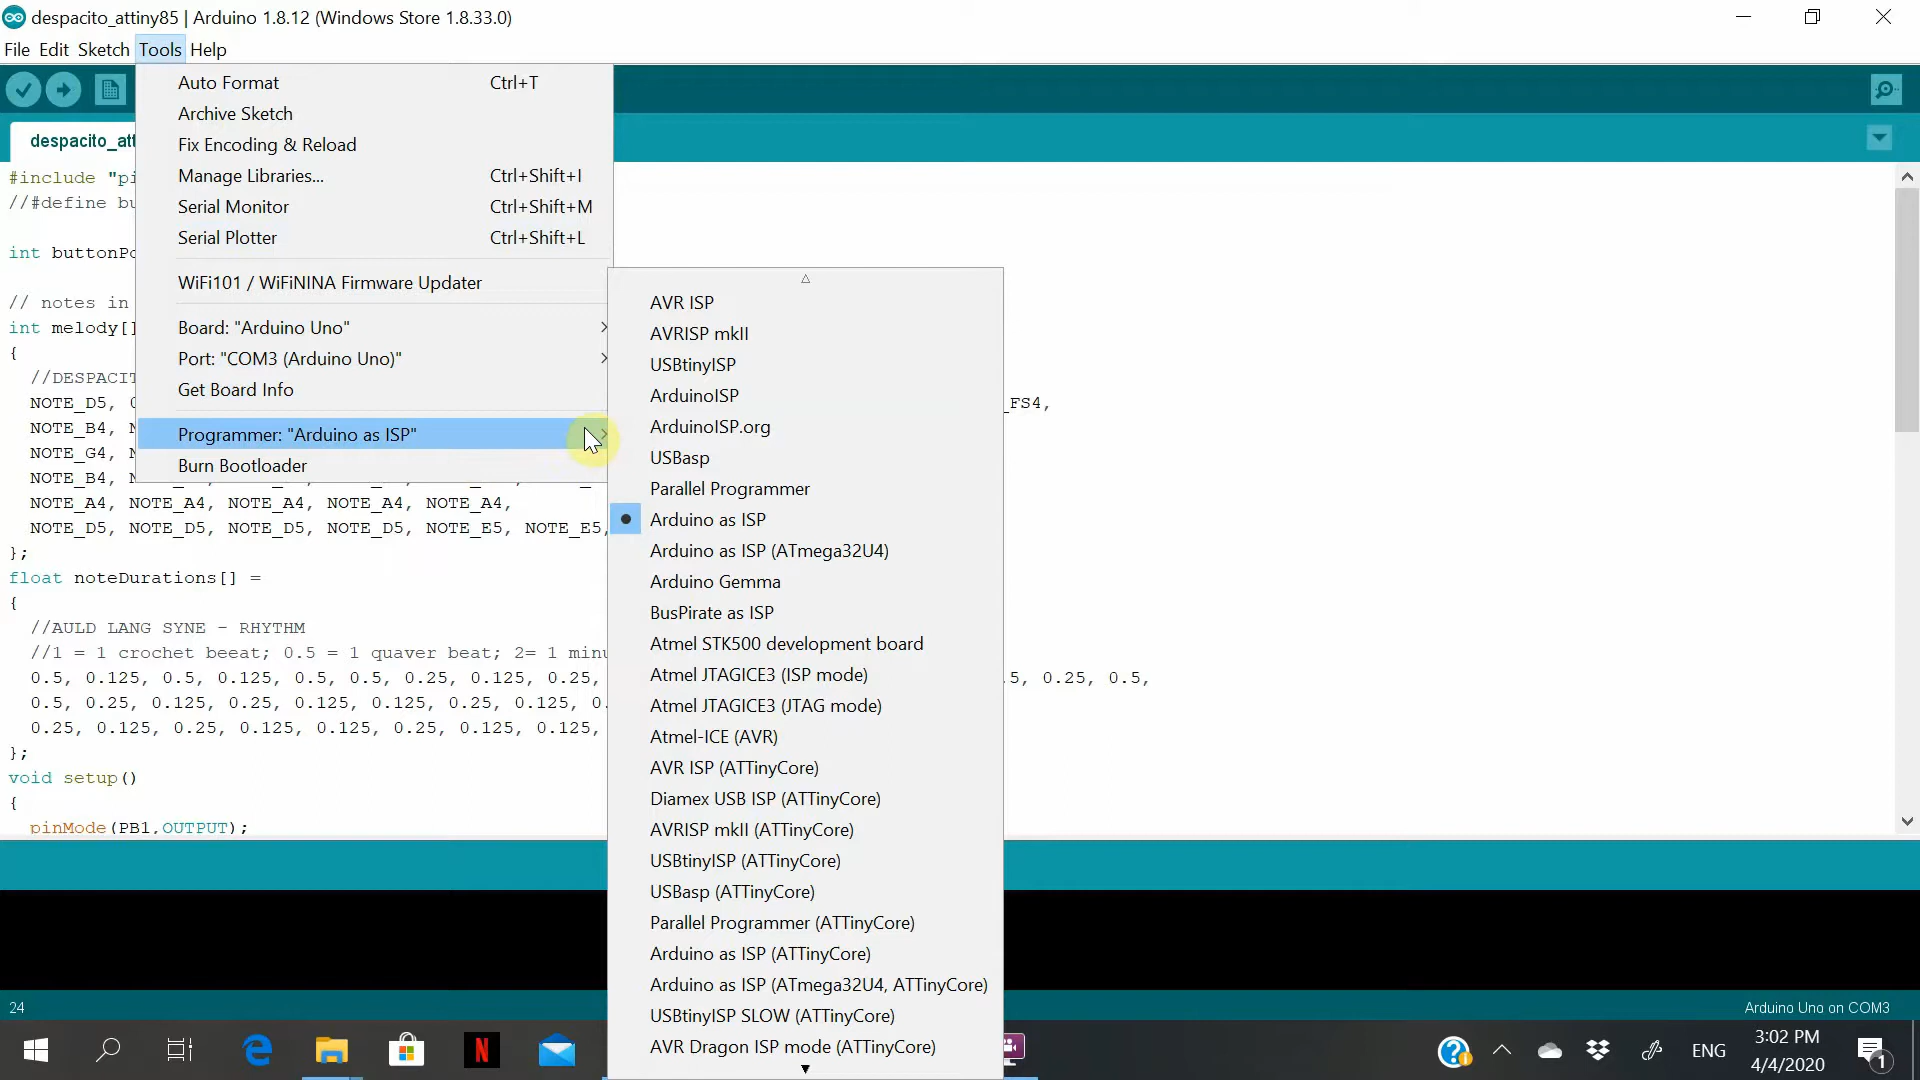 despacito_attiny85 | Arduino 1.8.12 (Windows Store 1.8.33.0)
File Edit Sketch Tools Help
Auto Format Ctrl+T
Archive Sketch
Fix Encoding & Reload
Manage Libraries... Ctrl+Shift+I
Serial Monitor Ctrl+Shift+M
Serial Plotter Ctrl+Shift+L
WiFi101 / WiFiNINA Firmware Updater
Board: "Arduino Uno"
Port: "COM3 (Arduino Uno)"
Get Board Info
Programmer: "Arduino as ISP"
Burn Bootloader
AVR ISP
AVRISP mkII
USBtinyISP
ArduinoISP
ArduinoISP.org
USBasp
Parallel Programmer
Arduino as ISP
Arduino as ISP (ATmega32U4)
Arduino Gemma
BusPirate as ISP
Atmel STK500 development board
Atmel JTAGICE3 (ISP mode)
Atmel JTAGICE3 (JTAG mode)
Atmel-ICE (AVR)
AVR ISP (ATTinyCore)
Diamex USB ISP (ATTinyCore)
AVRISP mkII (ATTinyCore)
USBtinyISP (ATTinyCore)
USBasp (ATTinyCore)
Parallel Programmer (ATTinyCore)
Arduino as ISP (ATTinyCore)
Arduino as ISP (ATmega32U4, ATTinyCore)
USBtinyISP SLOW (ATTinyCore)
AVR Dragon ISP mode (ATTinyCore)
despacito_att
#include "pi
//#define bu
int buttonPo
// notes in
int melody[]
{
//DESPACIT
NOTE_D5, _FS4,
NOTE_B4,
NOTE_G4,
NOTE_B4,
NOTE_A4, NOTE_A4, NOTE_A4, NOTE_A4, NOTE_A4,
NOTE_D5, NOTE_D5, NOTE_D5, NOTE_D5, NOTE_E5, NOTE_E5,
};
float noteDurations[] =
{
//AULD LANG SYNE - RHYTHM
//1 = 1 crochet beeat; 0.5 = 1 quaver beat; 2= 1 minu
0.5, 0.125, 0.5, 0.125, 0.5, 0.5, 0.25, 0.125, 0.25, .5, 0.25, 0.5,
0.5, 0.25, 0.125, 0.25, 0.125, 0.25, 0.125, 0.25, 0.125, 0.
0.25, 0.125, 0.25, 0.125, 0.125, 0.25, 0.125, 0.125,
};
void setup()
{
pinMode(PB1,OUTPUT);
24
Arduino Uno on COM3
ENG
3:02 PM
4/4/2020
1